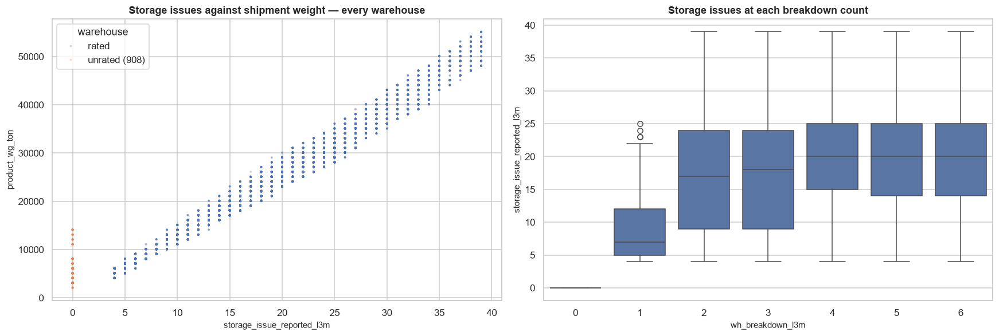 Storage issues against shipment weight — every warehouse
warehouse
rated
unrated (908)
50000
40000
30000
20000
10000
0
product_wg_ton
0 5 10 15 20 25 30 35 40
storage_issue_reported_l3m
Storage issues at each breakdown count
40
35
30
25
20
15
10
5
0
storage_issue_reported_l3m
0 1 2 3 4 5 6
wh_breakdown_l3m